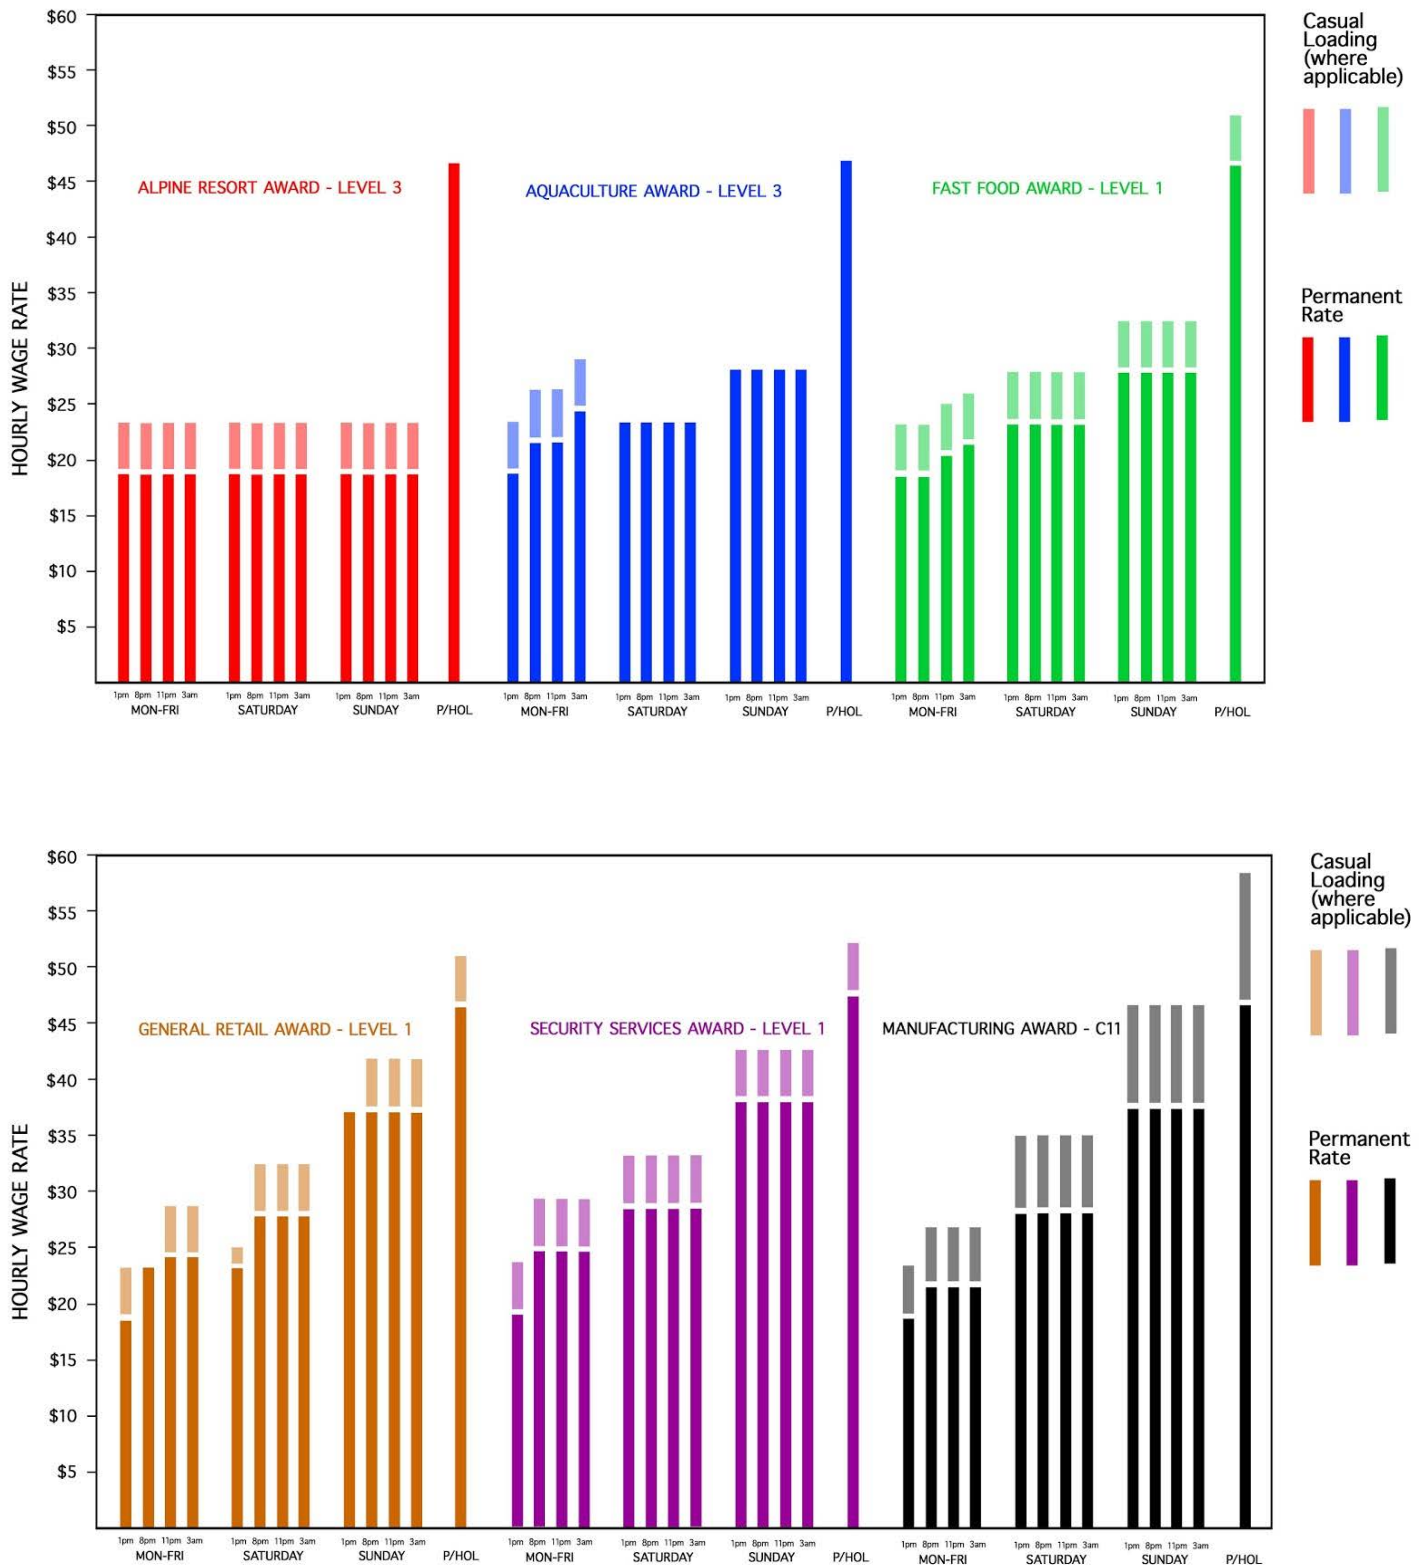 $60
$55
$50
$45
$40
$35
$30
$25
$20
$15
$10
$5
HOURLY WAGE RATE
ALPINE RESORT AWARD - LEVEL 3
AQUACULTURE AWARD - LEVEL 3
FAST FOOD AWARD - LEVEL 1
1pm 8pm 11pm 3am 1pm 8pm 11pm 3am 1pm 8pm 11pm 3am 1pm 8pm 11pm 3am 1pm 8pm 11pm 3am 1pm 8pm 11pm 3am 1pm 8pm 11pm 3am 1pm 8pm 11pm 3am 1pm 8pm 11pm 3am
MON-FRI SATURDAY SUNDAY P/HOL MON-FRI SATURDAY SUNDAY P/HOL MON-FRI SATURDAY SUNDAY P/HOL
Casual
Loading
(where
applicable)
Permanent
Rate
$60
$55
$50
$45
$40
$35
$30
$25
$20
$15
$10
$5
HOURLY WAGE RATE
GENERAL RETAIL AWARD - LEVEL 1
SECURITY SERVICES AWARD - LEVEL 1
MANUFACTURING AWARD - C11
1pm 8pm 11pm 3am 1pm 8pm 11pm 3am 1pm 8pm 11pm 3am 1pm 8pm 11pm 3am 1pm 8pm 11pm 3am 1pm 8pm 11pm 3am 1pm 8pm 11pm 3am 1pm 8pm 11pm 3am 1pm 8pm 11pm 3am
MON-FRI SATURDAY SUNDAY P/HOL MON-FRI SATURDAY SUNDAY P/HOL MON-FRI SATURDAY SUNDAY P/HOL
Casual
Loading
(where
applicable)
Permanent
Rate